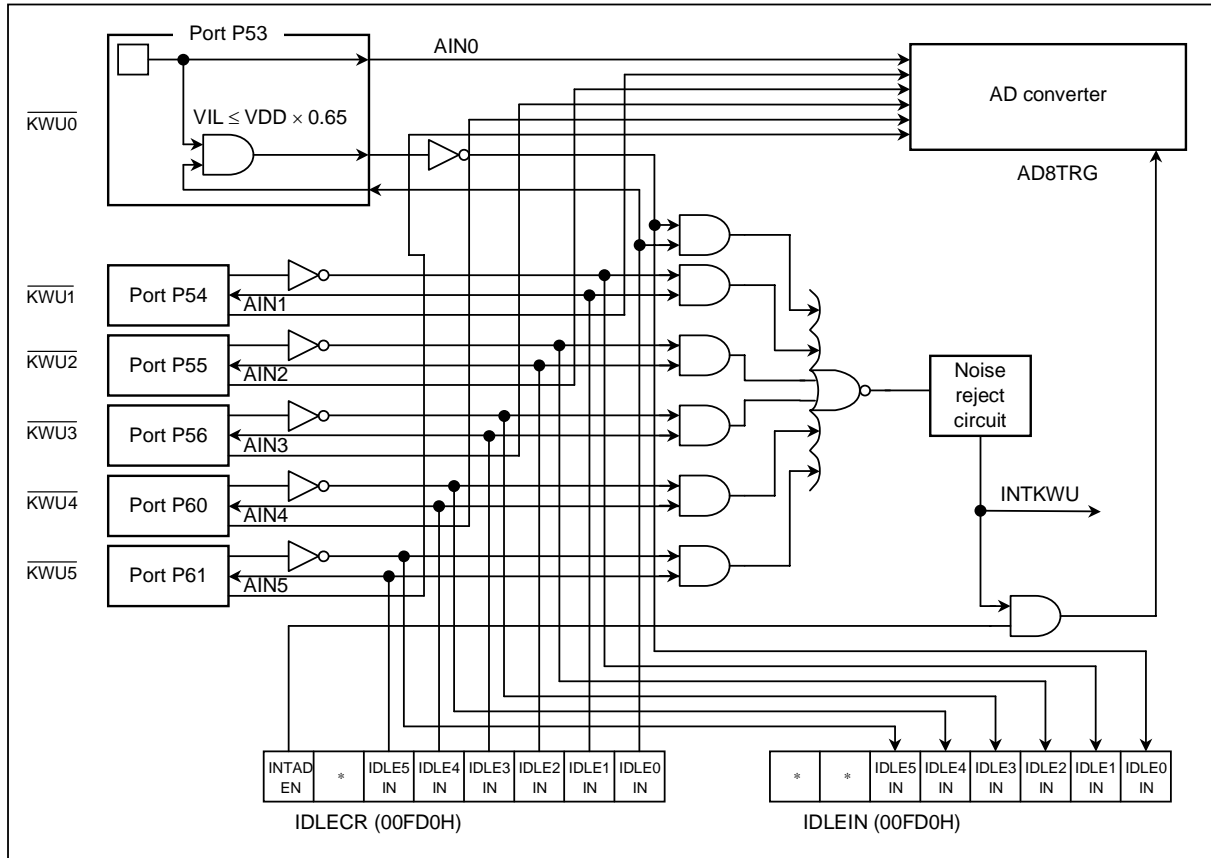 Port P53
AIN0
KWU0
VIL ≤ VDD × 0.65
AD converter
AD8TRG
KWU1
Port P54
AIN1
KWU2
Port P55
AIN2
KWU3
Port P56
AIN3
KWU4
Port P60
AIN4
KWU5
Port P61
AIN5
Noise
reject
circuit
INTKWU
INTAD
EN
*
IDLE5
IN
IDLE4
IN
IDLE3
IN
IDLE2
IN
IDLE1
IN
IDLE0
IN
IDLECR (00FD0H)
*
*
IDLE5
IN
IDLE4
IN
IDLE3
IN
IDLE2
IN
IDLE1
IN
IDLE0
IN
IDLEIN (00FD0H)